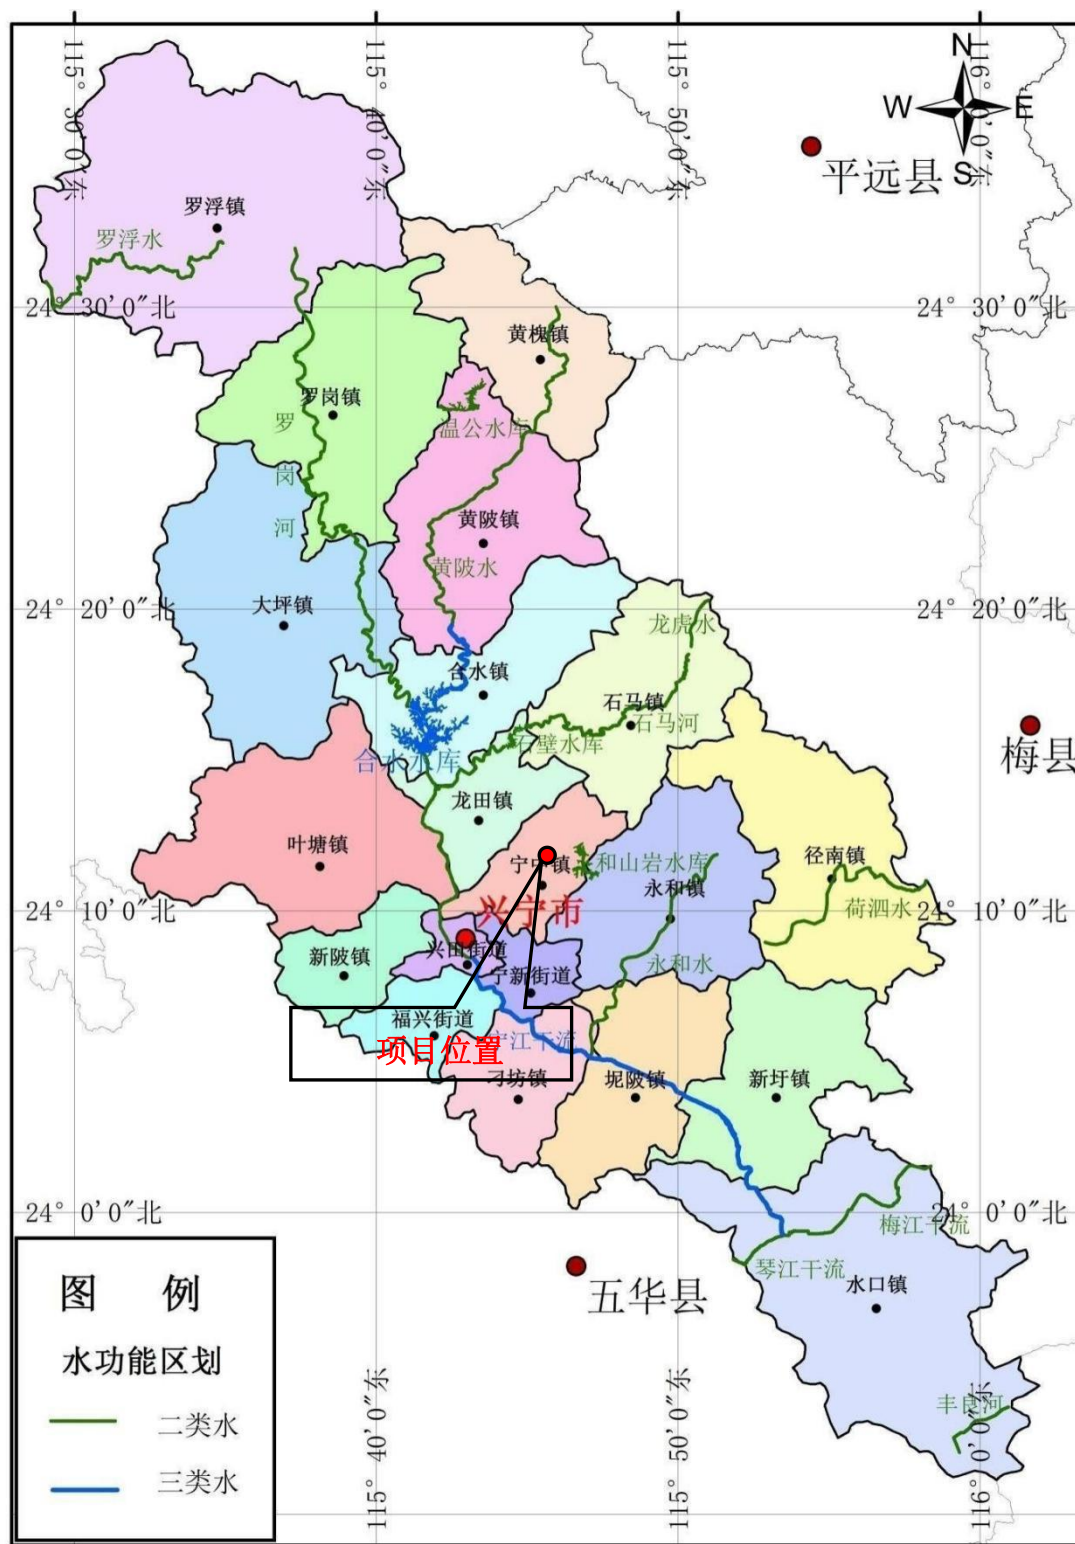 115° 30′0″东
115° 40′0″东
115° 50′0″东
116° 0′0″东
N
W
E
S
平远县
罗浮镇
罗浮水
24° 30′0″北
24° 30′0″北
黄槐镇
罗岗镇
罗岗河
温公水库
黄陂镇
黄陂水
大坪镇
24° 20′0″北
24° 20′0″北
龙虎水
合水镇
石马镇
石马河
石壁水库
合水水库
梅县
龙田镇
叶塘镇
宁中镇
和山岩水库
径南镇
永和镇
荷泗水
24° 10′0″北
24° 10′0″北
兴宁市
兴田街道
新陂镇
宁新街道
永和水
福兴街道
宁江干流
项目位置
刁坊镇
坭陂镇
新圩镇
24° 0′0″北
24° 0′0″北
梅江干流
琴江干流
水口镇
五华县
丰良河
图 例
水功能区划
二类水
三类水
115° 40′0″东
115° 50′0″东
116° 0′0″东